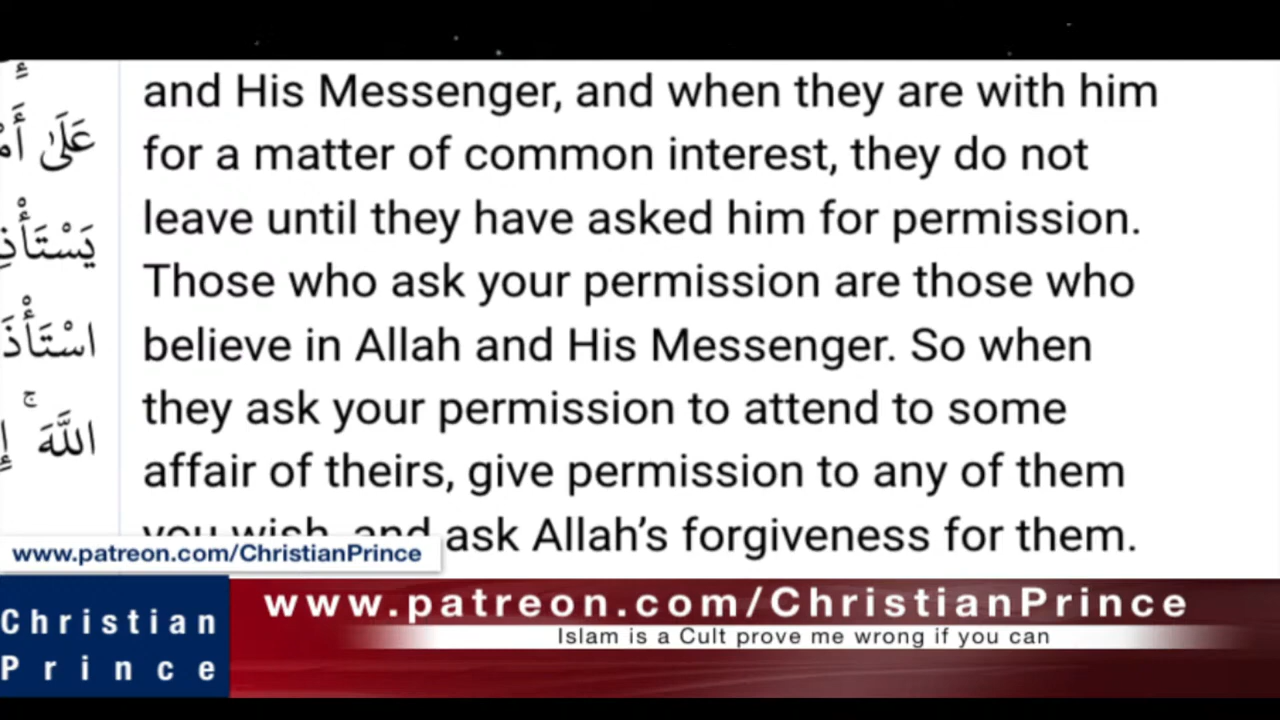 and His Messenger, and when they are with him
for a matter of common interest, they do not
leave until they have asked him for permission.
Those who ask your permission are those who
believe in Allah and His Messenger. So when
they ask your permission to attend to some
affair of theirs, give permission to any of them
you wish, and ask Allah’s forgiveness for them.
عَلَىٰ
اللَّهَ ۚ
www.patreon.com/ChristianPrince
Christian
Prince
www.patreon.com/ChristianPrince
Islam is a Cult prove me wrong if you can